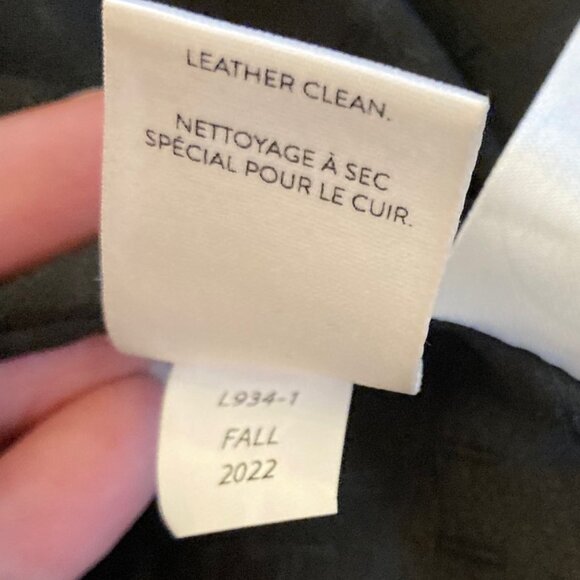 LEATHER CLEAN.
NETTOYAGE À SEC
SPÉCIAL POUR LE CUIR.
L934-1
FALL
2022